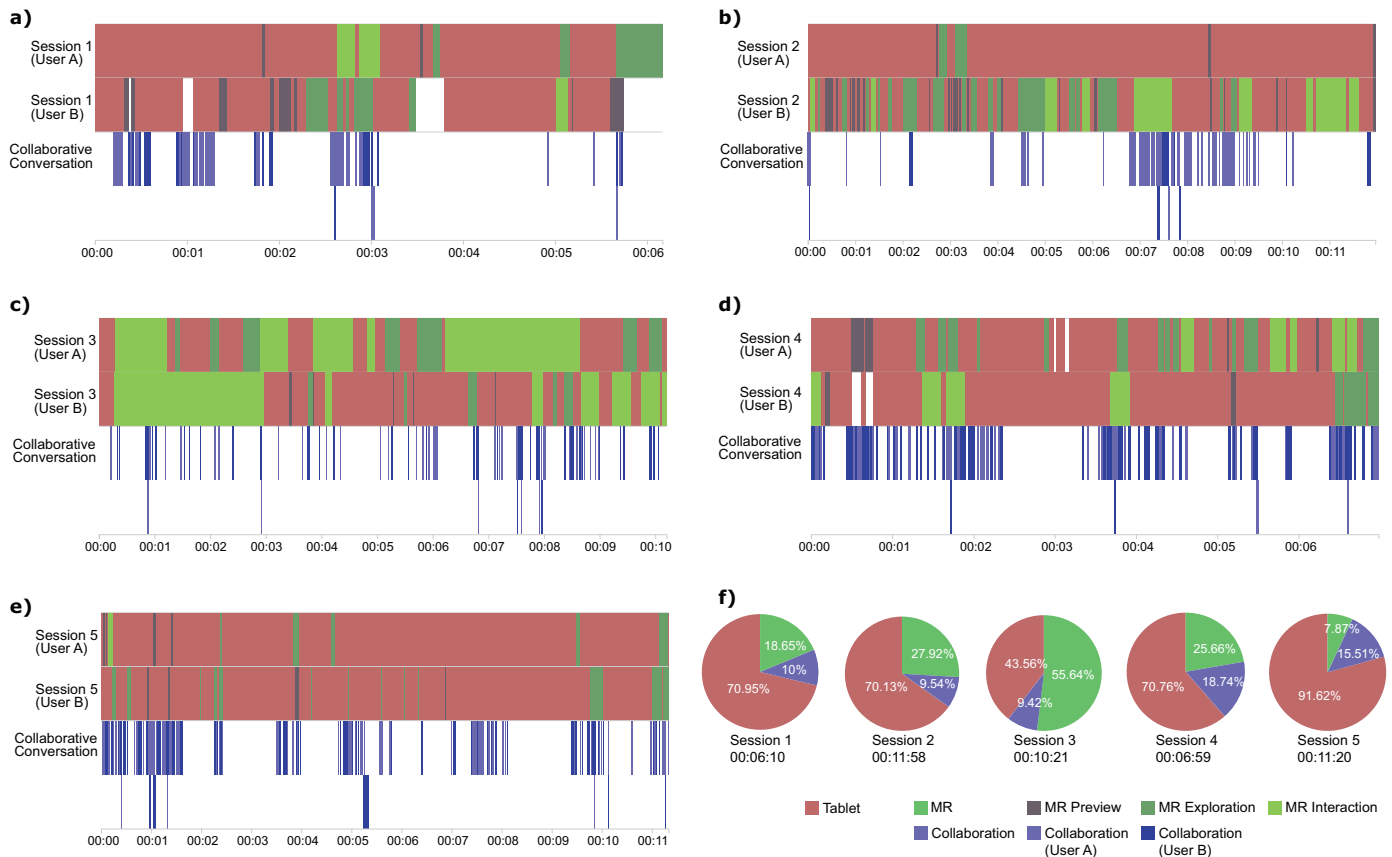 a)
Session 1
(User A)
Session 1
(User B)
Collaborative
Conversation
00:00 00:01 00:02 00:03 00:04 00:05 00:06
b)
Session 2
(User A)
Session 2
(User B)
Collaborative
Conversation
00:00 00:01 00:02 00:03 00:04 00:05 00:06 00:07 00:08 00:09 00:10 00:11
c)
Session 3
(User A)
Session 3
(User B)
Collaborative
Conversation
00:00 00:01 00:02 00:03 00:04 00:05 00:06 00:07 00:08 00:09 00:10
d)
Session 4
(User A)
Session 4
(User B)
Collaborative
Conversation
00:00 00:01 00:02 00:03 00:04 00:05 00:06
e)
Session 5
(User A)
Session 5
(User B)
Collaborative
Conversation
00:00 00:01 00:02 00:03 00:04 00:05 00:06 00:07 00:08 00:09 00:10 00:11
f)
18.65%
10%
70.95%
Session 1
00:06:10
27.92%
9.54%
70.13%
Session 2
00:11:58
43.56%
55.64%
9.42%
Session 3
00:10:21
25.66%
18.74%
70.76%
Session 4
00:06:59
7.87%
15.51%
91.62%
Session 5
00:11:20
Tablet MR MR Preview MR Exploration MR Interaction
Collaboration Collaboration Collaboration
(User A) (User B)